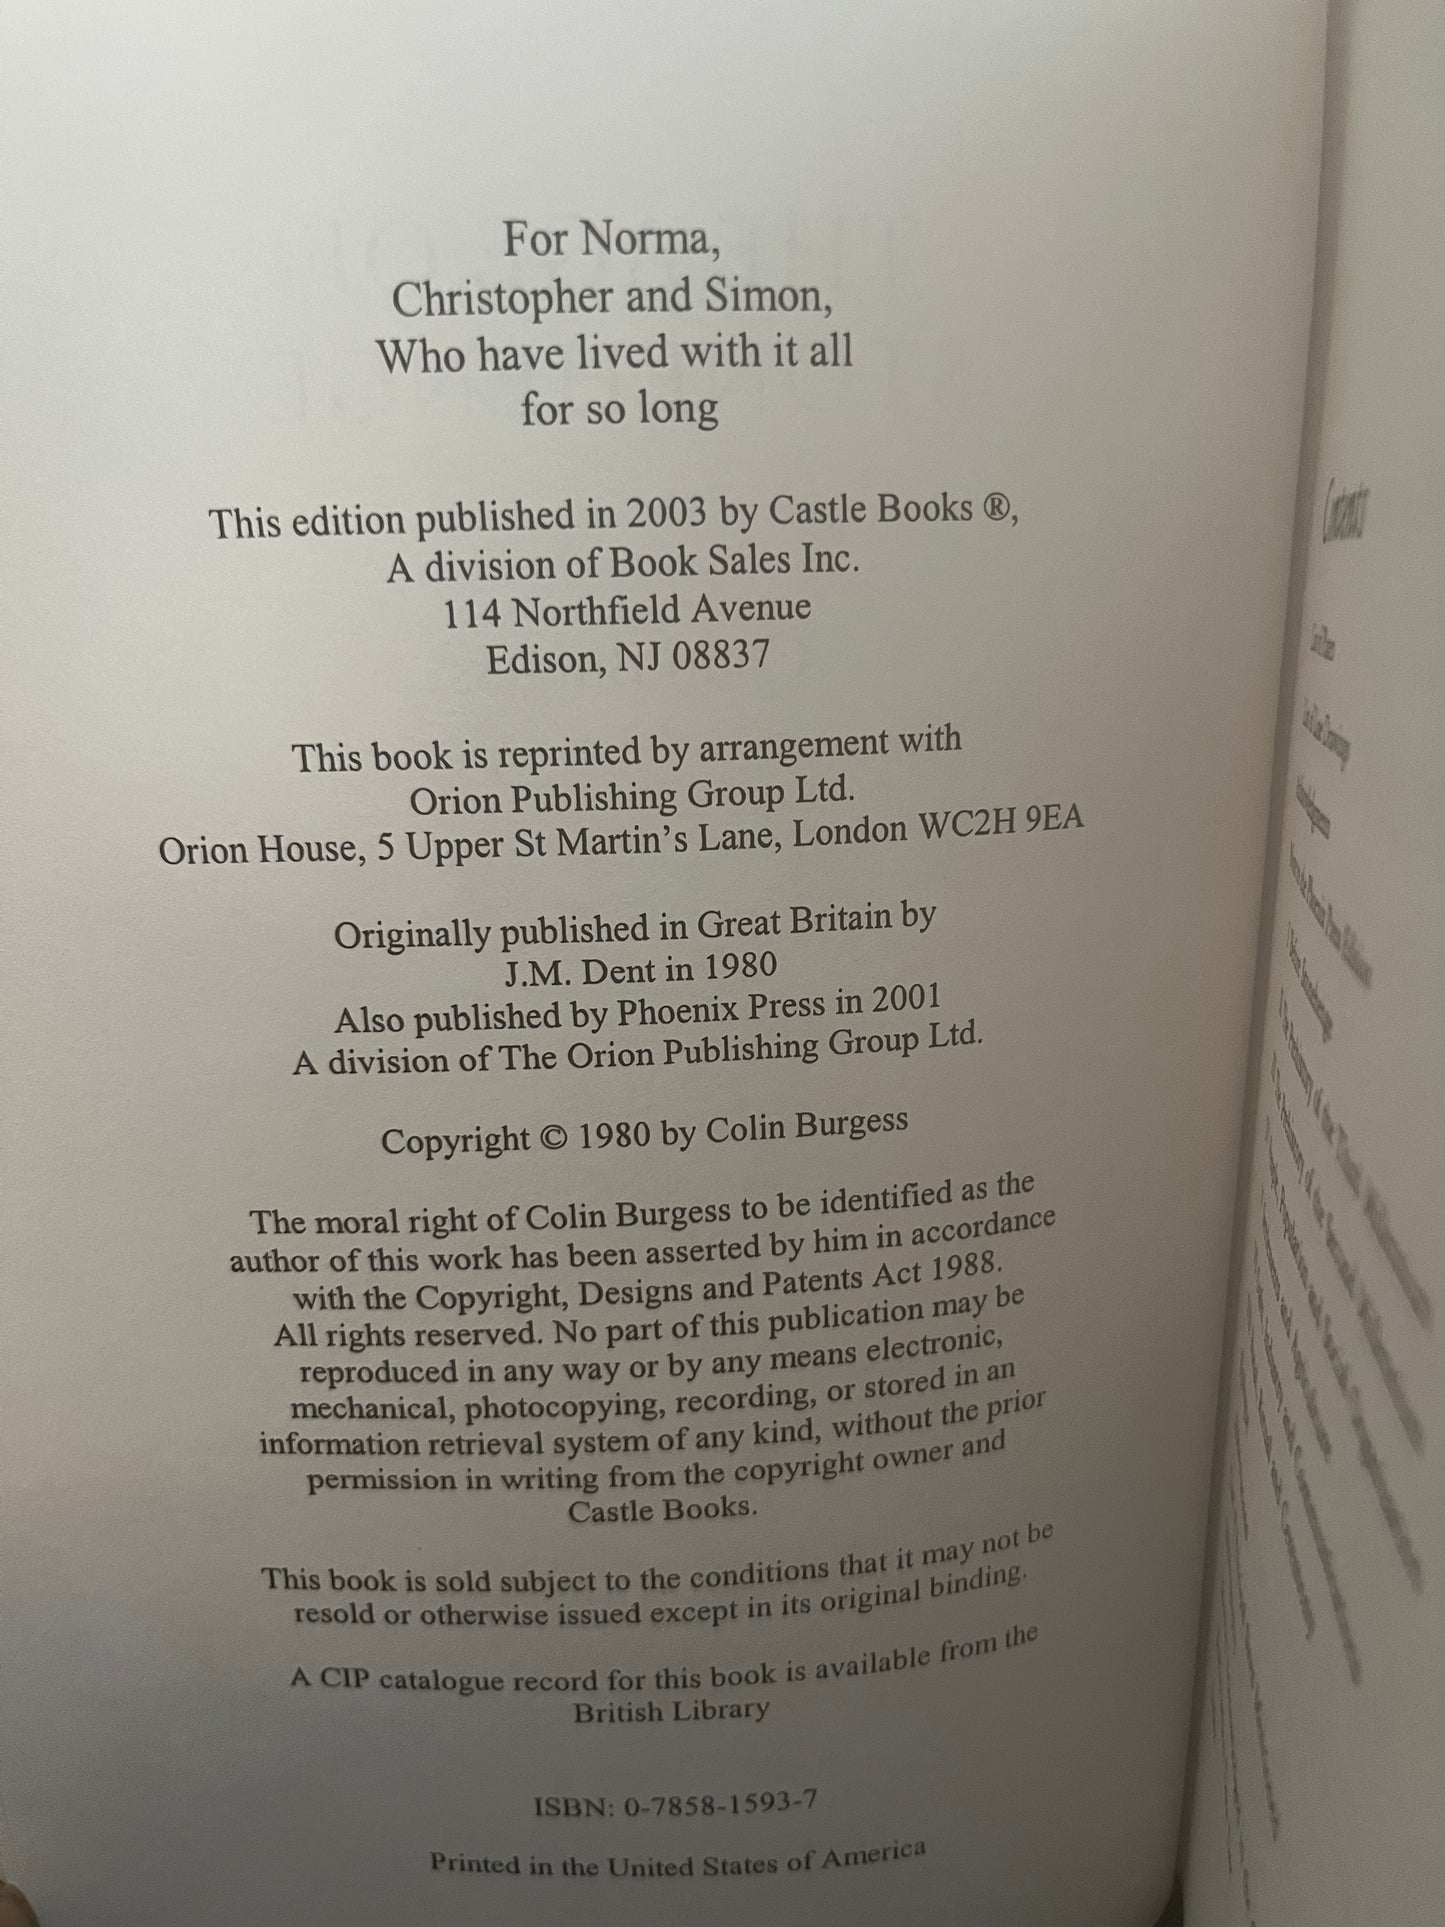 For Norma,
Christopher and Simon,
Who have lived with it all
for so long
This edition published in 2003 by Castle Books ®,
A division of Book Sales Inc.
114 Northfield Avenue
Edison, NJ 08837
This book is reprinted by arrangement with
Orion Publishing Group Ltd.
Orion House, 5 Upper St Martin's Lane, London WC2H 9EA
Originally published in Great Britain by
J.M. Dent in 1980
Also published by Phoenix Press in 2001
A division of The Orion Publishing Group Ltd.
Copyright © 1980 by Colin Burgess
The moral right of Colin Burgess to be identified as the
author of this work has been asserted by him in accordance
with the Copyright, Designs and Patents Act 1988.
All rights reserved. No part of this publication may be
reproduced in any way or by any means electronic,
mechanical, photocopying, recording, or stored in an
information retrieval system of any kind, without the prior
permission in writing from the copyright owner and
Castle Books.
This book is sold subject to the conditions that it may not be
resold or otherwise issued except in its original binding.
A CIP catalogue record for this book is available from the
British Library
ISBN: 0-7858-1593-7
Printed in the United States of America
Contents